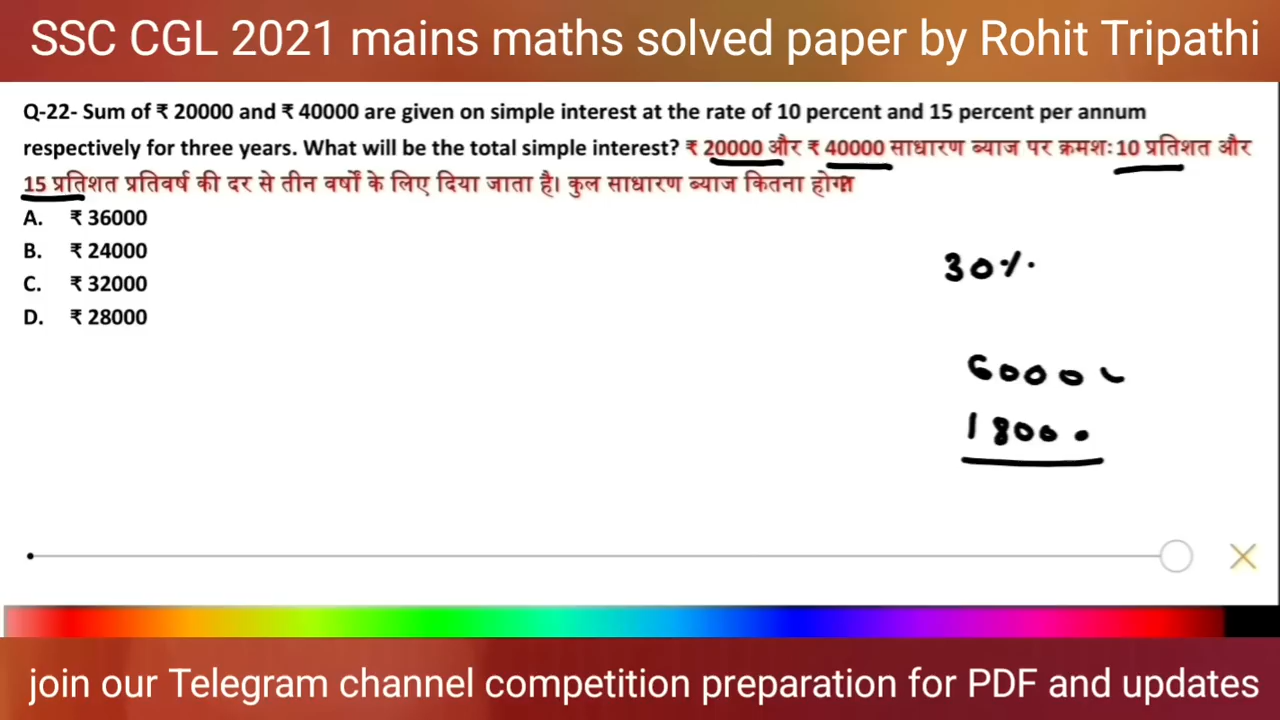 SSC CGL 2021 mains maths solved paper by Rohit Tripathi
Q-22- Sum of ₹ 20000 and ₹ 40000 are given on simple interest at the rate of 10 percent and 15 percent per annum
respectively for three years. What will be the total simple interest? ₹ 20000 और ₹ 40000 साधारण ब्याज पर क्रमशः 10 प्रतिशत और
15 प्रतिशत प्रतिवर्ष की दर से तीन वर्षों के लिए दिया जाता है। कुल साधारण ब्याज कितना होगा
A. ₹ 36000
B. ₹ 24000
C. ₹ 32000
D. ₹ 28000
30%
6000
18000
join our Telegram channel competition preparation for PDF and updates